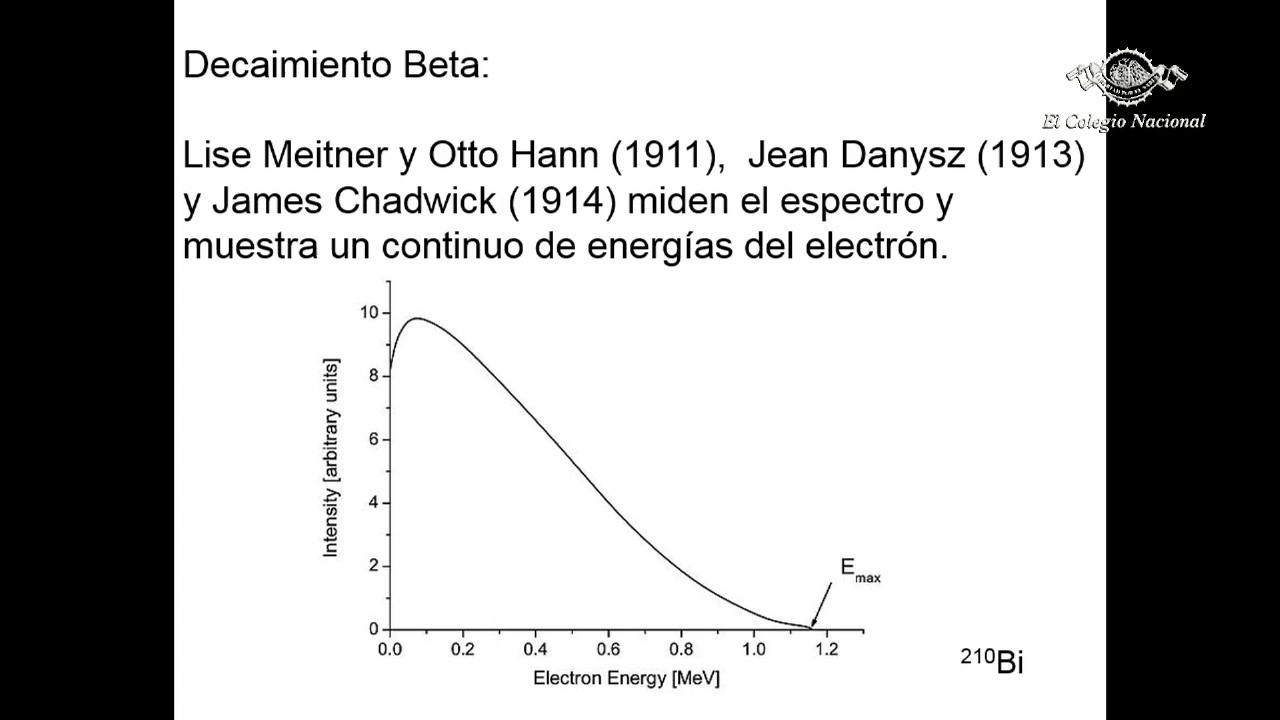 Decaimiento Beta:
El Colegio Nacional
Lise Meitner y Otto Hann (1911), Jean Danysz (1913)
y James Chadwick (1914) miden el espectro y
muestra un continuo de energías del electrón.
10
8
6
4
2
0
Intensity [arbitrary units]
E max
0.0 0.2 0.4 0.6 0.8 1.0 1.2
Electron Energy [MeV]
210Bi